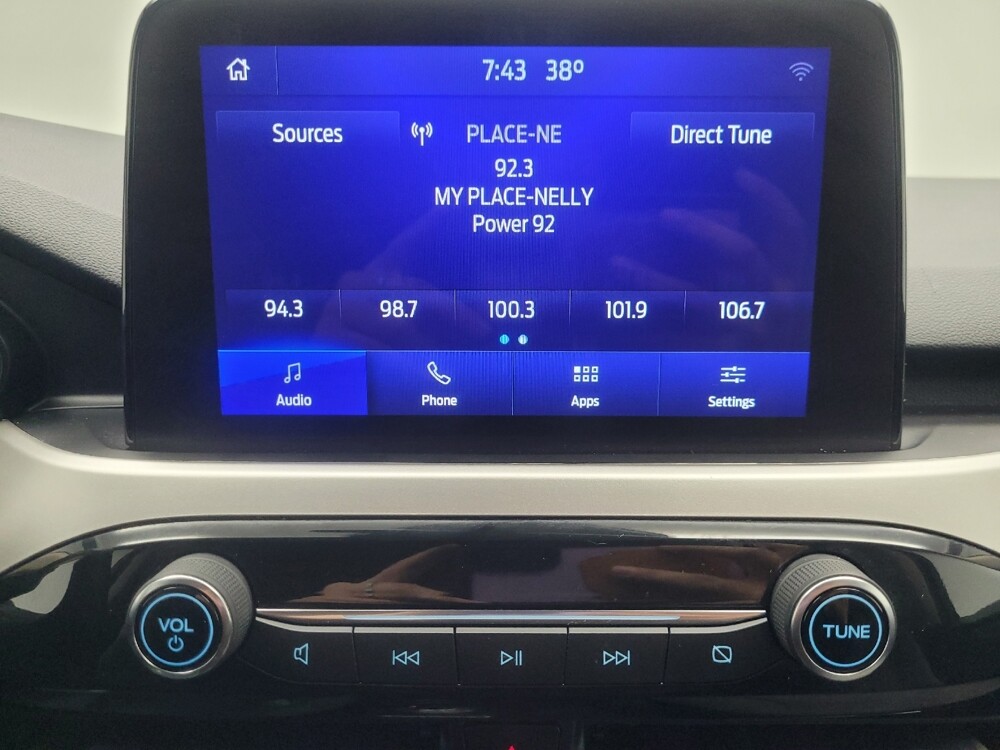 7:43 38º
Sources
PLACE-NE
Direct Tune
92.3
MY PLACE-NELLY
Power 92
94.3 98.7 100.3 101.9 106.7
Audio Phone Apps Settings
VOL
TUNE